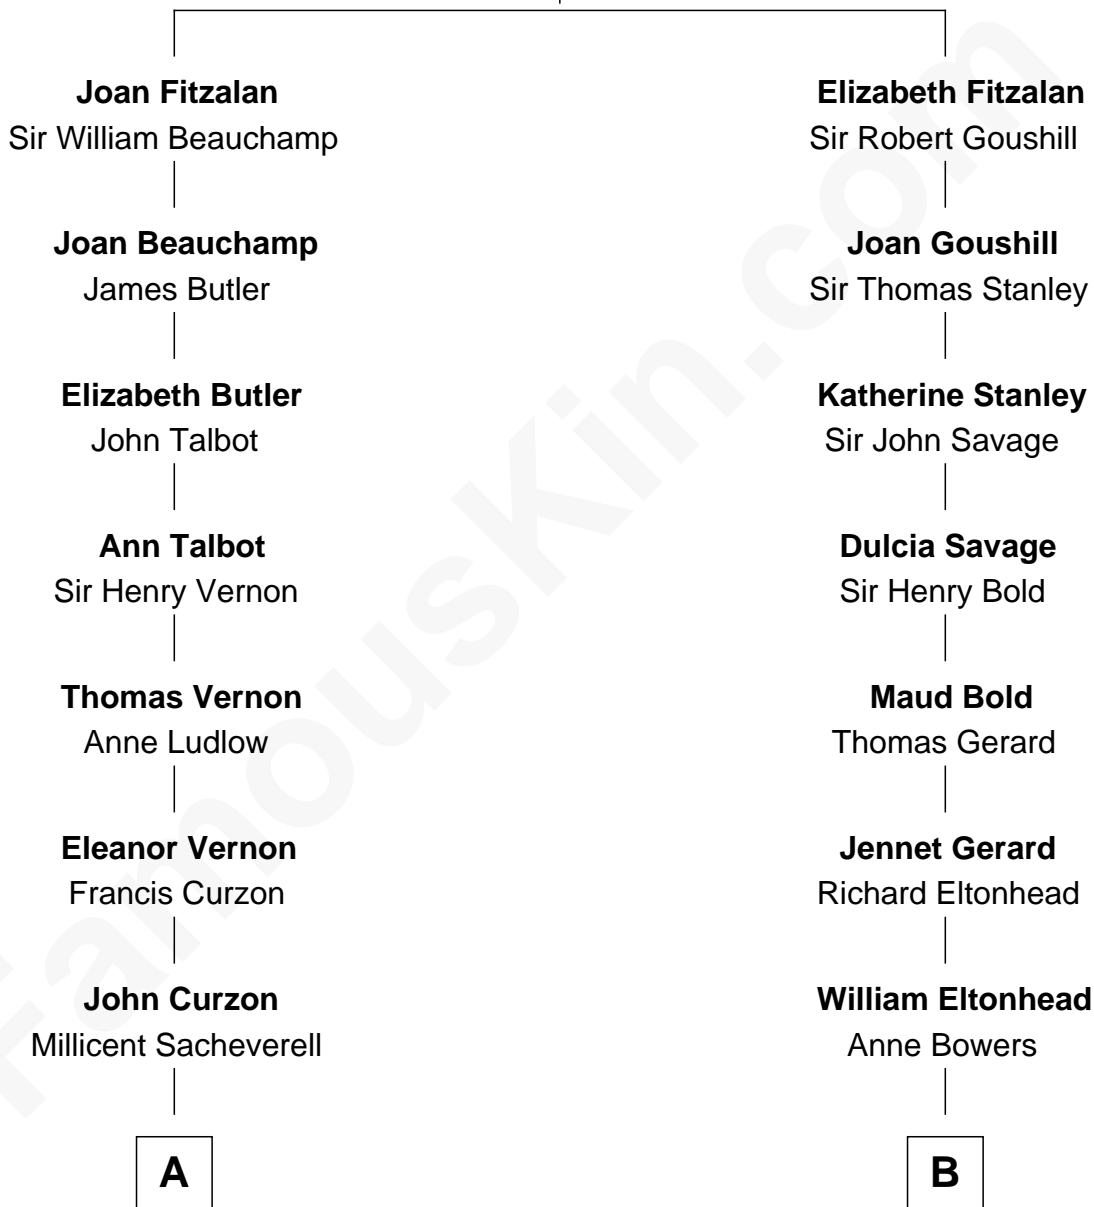 Joan Fitzalan
Sir William Beauchamp
Joan Beauchamp
James Butler
Elizabeth Butler
John Talbot
Ann Talbot
Sir Henry Vernon
Thomas Vernon
Anne Ludlow
Eleanor Vernon
Francis Curzon
John Curzon
Millicent Sacheverell
A
Elizabeth Fitzalan
Sir Robert Goushill
Joan Goushill
Sir Thomas Stanley
Katherine Stanley
Sir John Savage
Dulcia Savage
Sir Henry Bold
Maud Bold
Thomas Gerard
Jennet Gerard
Richard Eltonhead
William Eltonhead
Anne Bowers
B
FamousKin.com